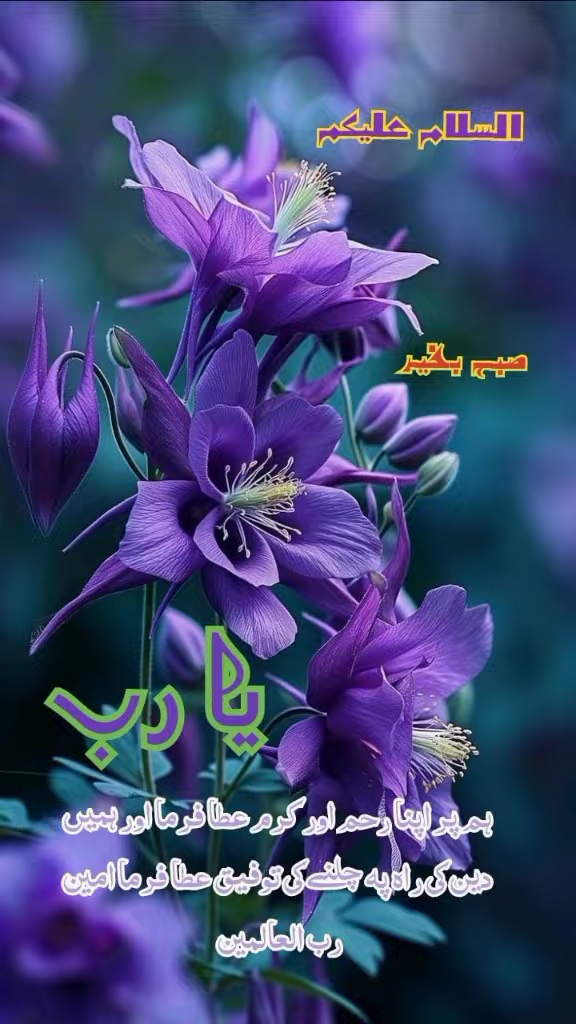 السلام علیکم
صبح بخیر
یا رب
ہم پر اپنا رحم اور کرم عطا فرما اور ہمیں
دین کی راہ پہ چلنے کی توفیق عطا فرما امین
رب العالمین